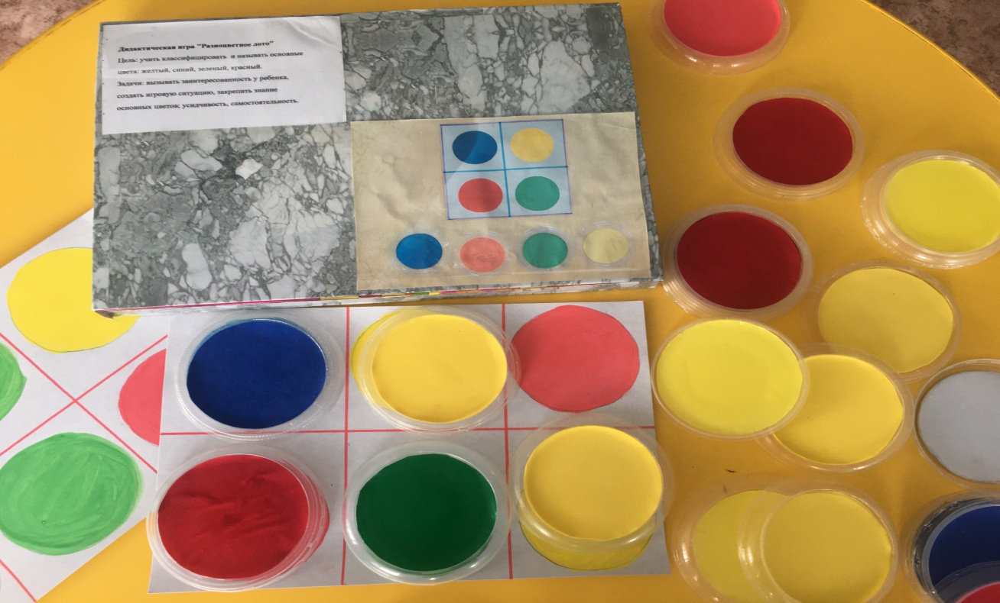 Дидактическая игра "Разноцветное лото"
Цель: учить классифицировать и называть основные
цвета: желтый, синий, зеленый, красный.
Задачи: вызывать заинтересованность у ребенка,
создать игровую ситуацию, закрепить знание
основных цветов; усидчивость, самостоятельность.